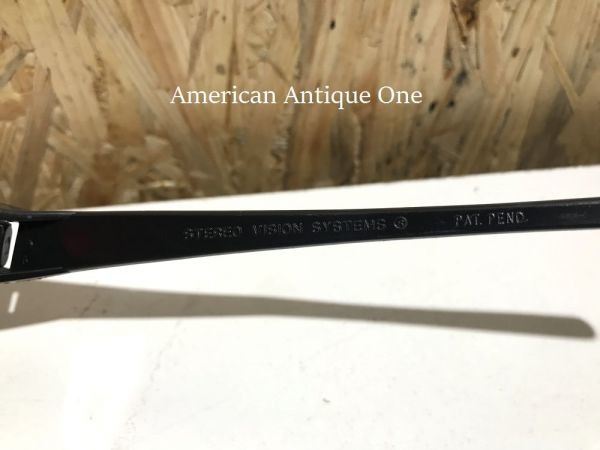 American Antique One
STEREO VISION SYSTEMS ® PAT. PEND.